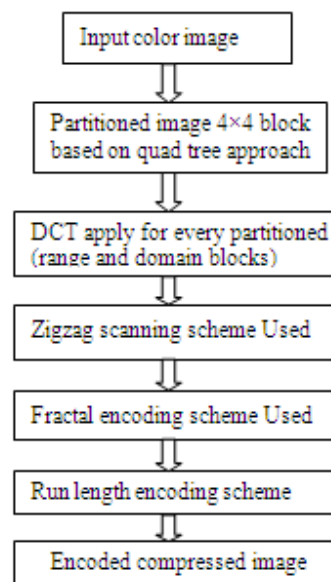 Input color image
Partitioned image 4×4 block
based on quad tree approach
DCT apply for every partitioned
(range and domain blocks)
Zigzag scanning scheme Used
Fractal encoding scheme Used
Run length encoding scheme
Encoded compressed image